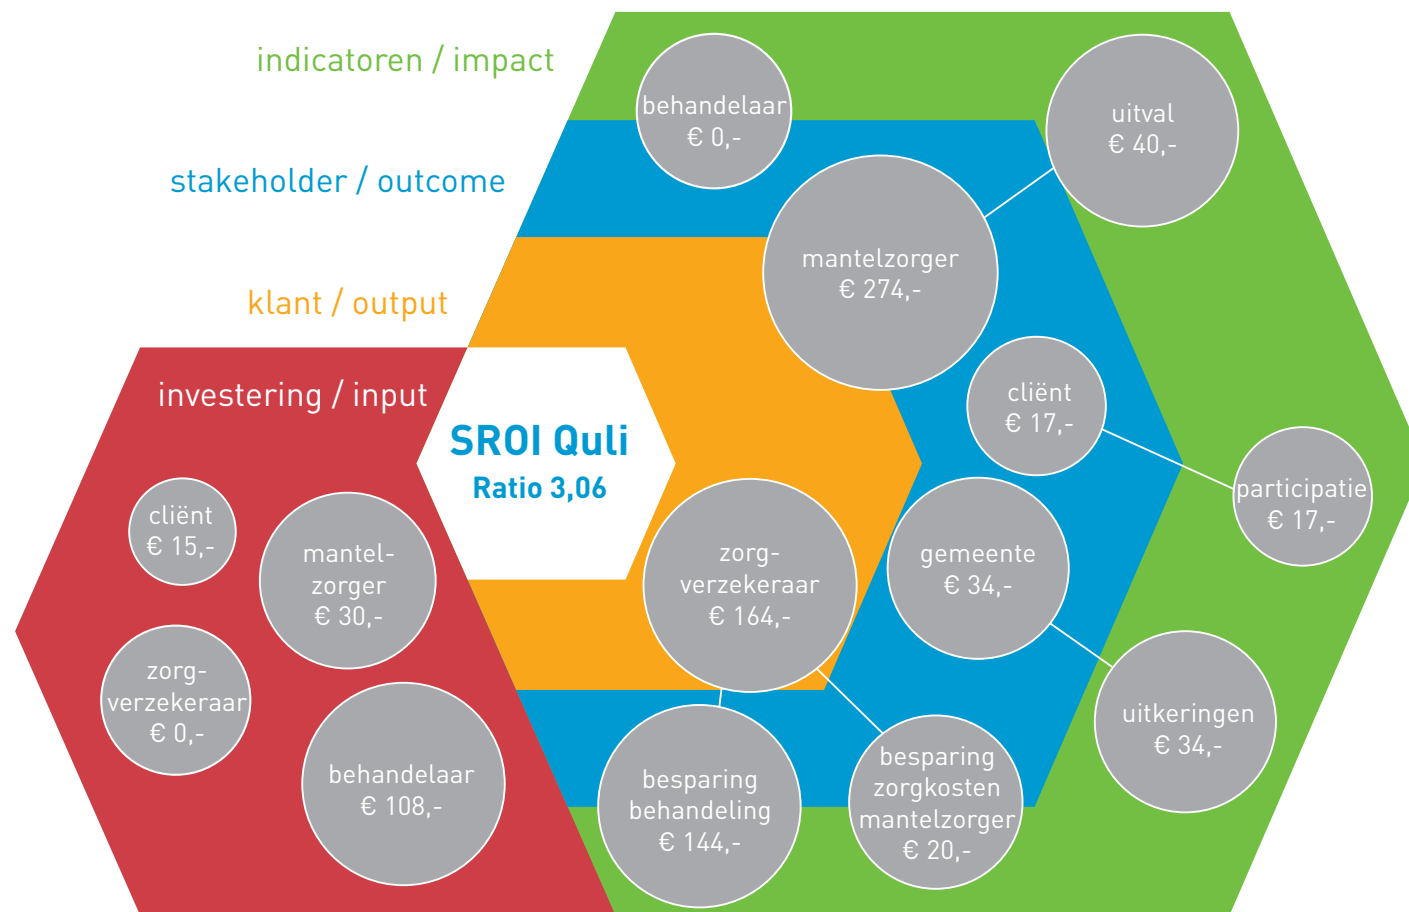 indicatoren / impact
stakeholder / outcome
klant / output
investering / input
SROI Quli
Ratio 3,06
behandelaar
€ 0,-
uitval
€ 40,-
mantelzorger
€ 274,-
cliënt
€ 17,-
participatie
€ 17,-
zorg-
verzekeraar
€ 164,-
gemeente
€ 34,-
uitkeringen
€ 34,-
besparing
behandeling
€ 144,-
besparing
zorgkosten
mantelzorger
€ 20,-
cliënt
€ 15,-
mantel-
zorger
€ 30,-
zorg-
verzekeraar
€ 0,-
behandelaar
€ 108,-